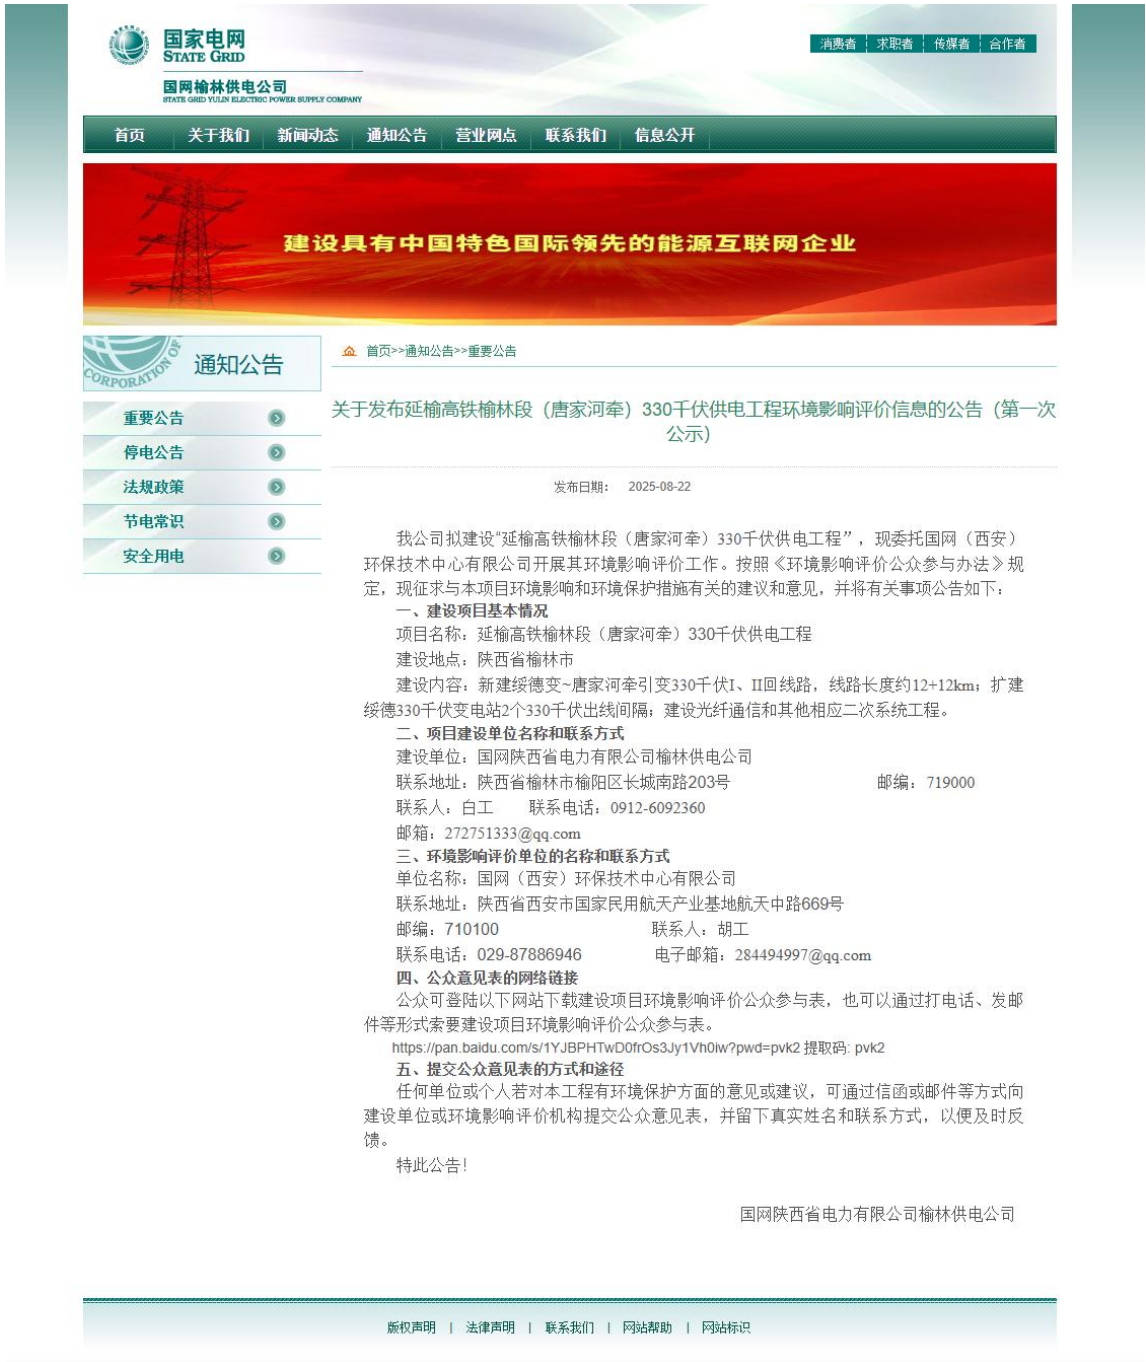 国家电网
STATE GRID
国网榆林供电公司
STATE GRID YULIN ELECTRIC POWER SUPPLY COMPANY
消费者 求职者 传媒者 合作者
首页 关于我们 新闻动态 通知公告 营业网点 联系我们 信息公开
建设具有中国特色国际领先的能源互联网企业
CORPORATION OF
通知公告
重要公告
停电公告
法规政策
节电常识
安全用电
首页>>通知公告>>重要公告
关于发布延榆高铁榆林段（唐家河牵）330千伏供电工程环境影响评价信息的公告（第一次
公示）
发布日期： 2025-08-22
我公司拟建设“延榆高铁榆林段（唐家河牵）330千伏供电工程”，现委托国网（西安）
环保技术中心有限公司开展其环境影响评价工作。按照《环境影响评价公众参与办法》规
定，现征求与本项目环境影响和环境保护措施有关的建议和意见，并将有关事项公告如下：
一、建设项目基本情况
项目名称：延榆高铁榆林段（唐家河牵）330千伏供电工程
建设地点：陕西省榆林市
建设内容：新建绥德变~唐家河牵引变330千伏I、II回线路，线路长度约12+12km；扩建
绥德330千伏变电站2个330千伏出线间隔；建设光纤通信和其他相应二次系统工程。
二、项目建设单位名称和联系方式
建设单位：国网陕西省电力有限公司榆林供电公司
联系地址：陕西省榆林市榆阳区长城南路203号 邮编：719000
联系人：白工 联系电话：0912-6092360
邮箱：272751333@qq.com
三、环境影响评价单位的名称和联系方式
单位名称：国网（西安）环保技术中心有限公司
联系地址：陕西省西安市国家民用航天产业基地航天中路669号
邮编：710100 联系人：胡工
联系电话：029-87886946 电子邮箱：284494997@qq.com
四、公众意见表的网络链接
公众可登陆以下网站下载建设项目环境影响评价公众参与表，也可以通过打电话、发邮
件等形式索要建设项目环境影响评价公众参与表。
https://pan.baidu.com/s/1YJBPHTwD0frOs3Jy1Vh0iw?pwd=pvk2 提取码: pvk2
五、提交公众意见表的方式和途径
任何单位或个人若对本工程有环境保护方面的意见或建议，可通过信函或邮件等方式向
建设单位或环境影响评价机构提交公众意见表，并留下真实姓名和联系方式，以便及时反
馈。
特此公告！
国网陕西省电力有限公司榆林供电公司
版权声明 | 法律声明 | 联系我们 | 网站帮助 | 网站标识